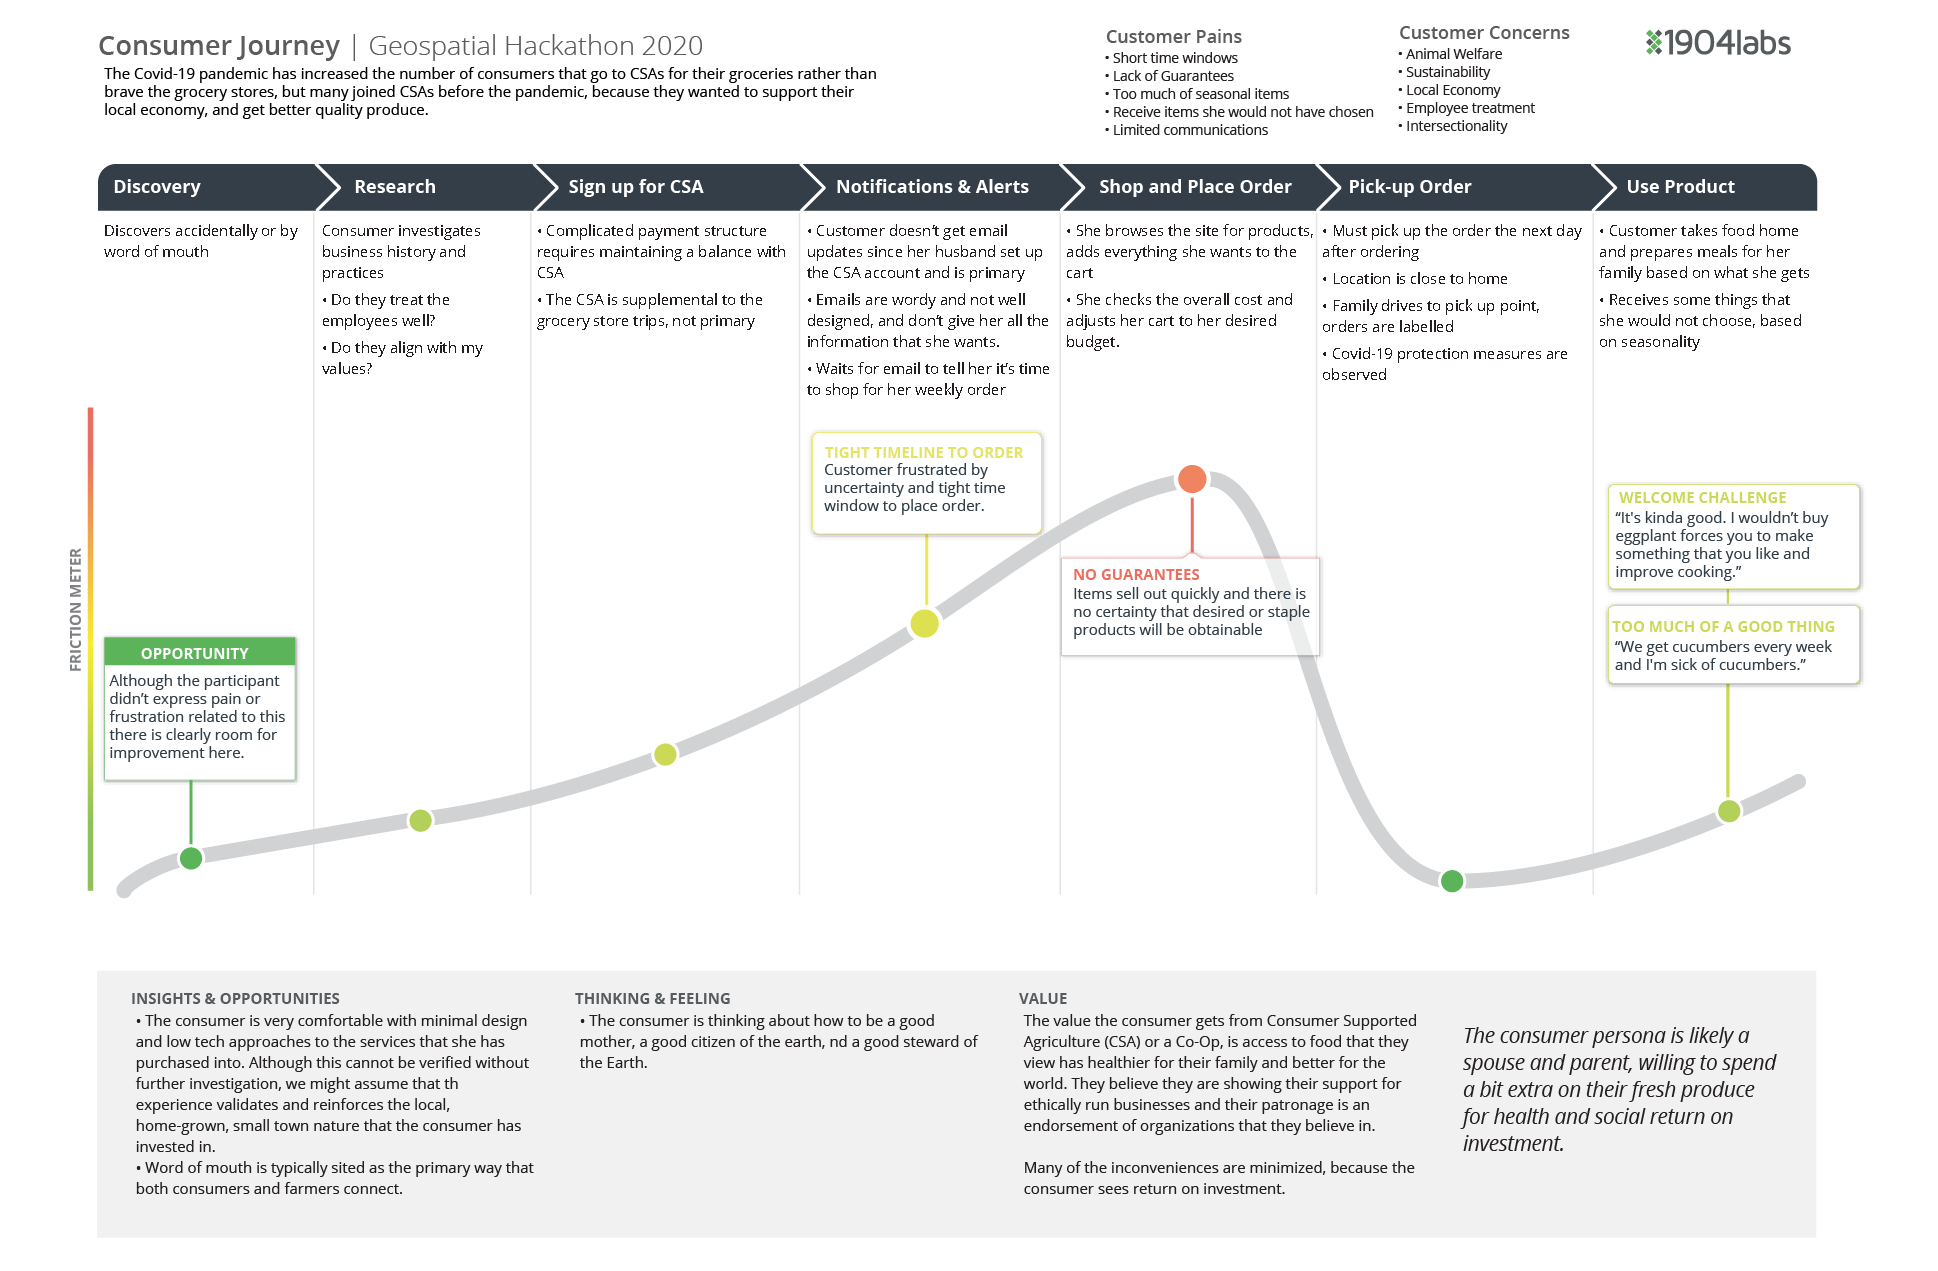 Consumer Journey | Geospatial Hackathon 2020
The Covid-19 pandemic has increased the number of consumers that go to CSAs for their groceries rather than
brave the grocery stores, but many joined CSAs before the pandemic, because they wanted to support their
local economy, and get better quality produce.
Customer Pains
• Short time windows
• Lack of Guarantees
• Too much of seasonal items
• Receive items she would not have chosen
• Limited communications
Customer Concerns
• Animal Welfare
• Sustainability
• Local Economy
• Employee treatment
• Intersectionality
1904labs
Discovery
Discovers accidentally or by
word of mouth
Research
Consumer investigates
business history and
practices
• Do they treat the
employees well?
• Do they align with my
values?
Sign up for CSA
• Complicated payment structure
requires maintaining a balance with
CSA
• The CSA is supplemental to the
grocery store trips, not primary
Notifications & Alerts
• Customer doesn't get email
updates since her husband set up
the CSA account and is primary
• Emails are wordy and not well
designed, and don't give her all the
information that she wants.
• Waits for email to tell her it's time
to shop for her weekly order
Shop and Place Order
• She browses the site for products,
adds everything she wants to the
cart
• She checks the overall cost and
adjusts her cart to her desired
budget.
Pick-up Order
• Must pick up the order the next day
after ordering
• Location is close to home
• Family drives to pick up point,
orders are labelled
• Covid-19 protection measures are
observed
Use Product
• Customer takes food home
and prepares meals for her
family based on what she gets
• Receives some things that
she would not choose, based
on seasonality
FRICTION METER
OPPORTUNITY
Although the participant
didn't express pain or
frustration related to this
there is clearly room for
improvement here.
TIGHT TIMELINE TO ORDER
Customer frustrated by
uncertainty and tight time
window to place order.
NO GUARANTEES
Items sell out quickly and there is
no certainty that desired or staple
products will be obtainable
WELCOME CHALLENGE
“It's kinda good. I wouldn’t buy
eggplant forces you to make
something that you like and
improve cooking.”
TOO MUCH OF A GOOD THING
“We get cucumbers every week
and I'm sick of cucumbers.”
INSIGHTS & OPPORTUNITIES
• The consumer is very comfortable with minimal design
and low tech approaches to the services that she has
purchased into. Although this cannot be verified without
further investigation, we might assume that th
experience validates and reinforces the local,
home-grown, small town nature that the consumer has
invested in.
• Word of mouth is typically sited as the primary way that
both consumers and farmers connect.
THINKING & FEELING
• The consumer is thinking about how to be a good
mother, a good citizen of the earth, nd a good steward of
the Earth.
VALUE
The value the consumer gets from Consumer Supported
Agriculture (CSA) or a Co-Op, is access to food that they
view has healthier for their family and better for the
world. They believe they are showing their support for
ethically run businesses and their patronage is an
endorsement of organizations that they believe in.
Many of the inconveniences are minimized, because the
consumer sees return on investment.
The consumer persona is likely a
spouse and parent, willing to spend
a bit extra on their fresh produce
for health and social return on
investment.